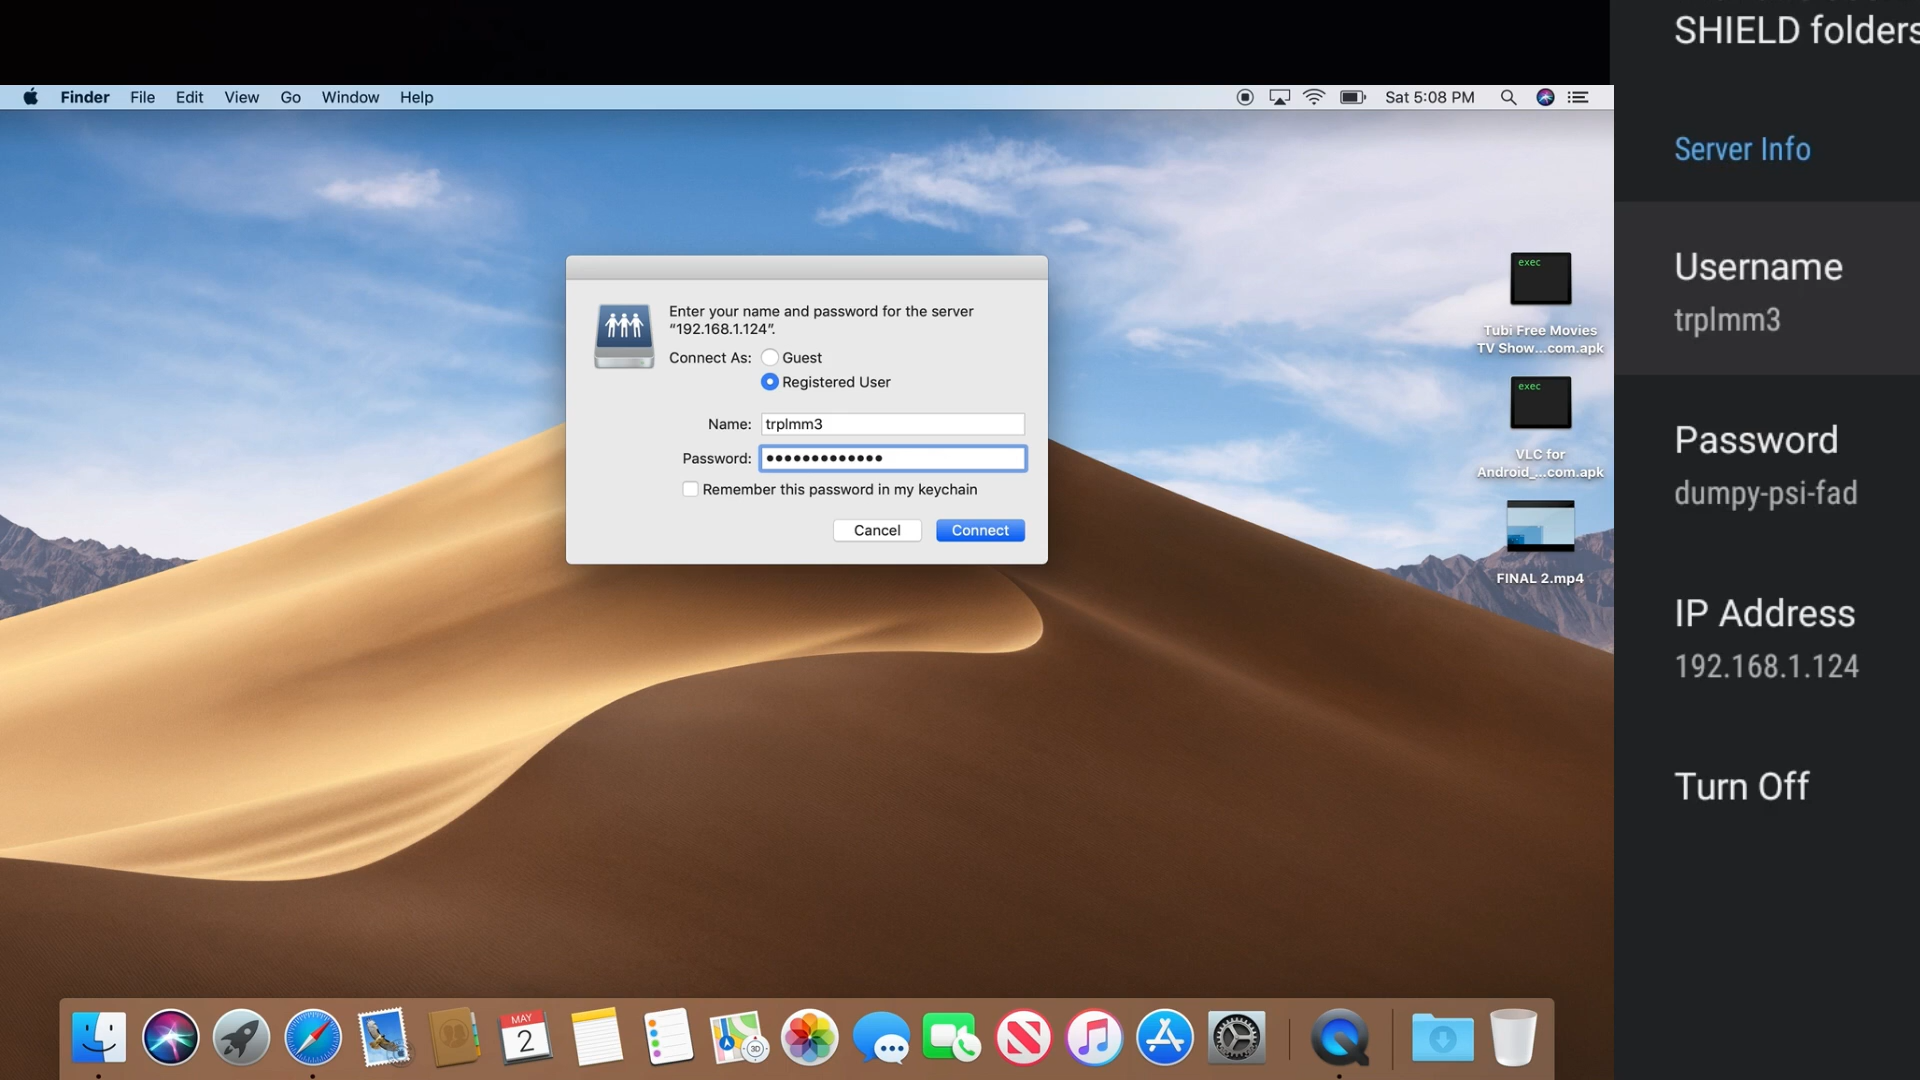 Finder File Edit View Go Window Help
Sat 5:08 PM
Enter your name and password for the server
“192.168.1.124”.
Connect As: Guest
Registered User
Name: trplmm3
Password: •••••••••••••
Remember this password in my keychain
Cancel Connect
exec
Tubi Free Movies
TV Show...com.apk
exec
VLC for
Android_...com.apk
FINAL 2.mp4
MAY
2
3D
SHIELD folders
Server Info
Username
trplmm3
Password
dumpy-psi-fad
IP Address
192.168.1.124
Turn Off